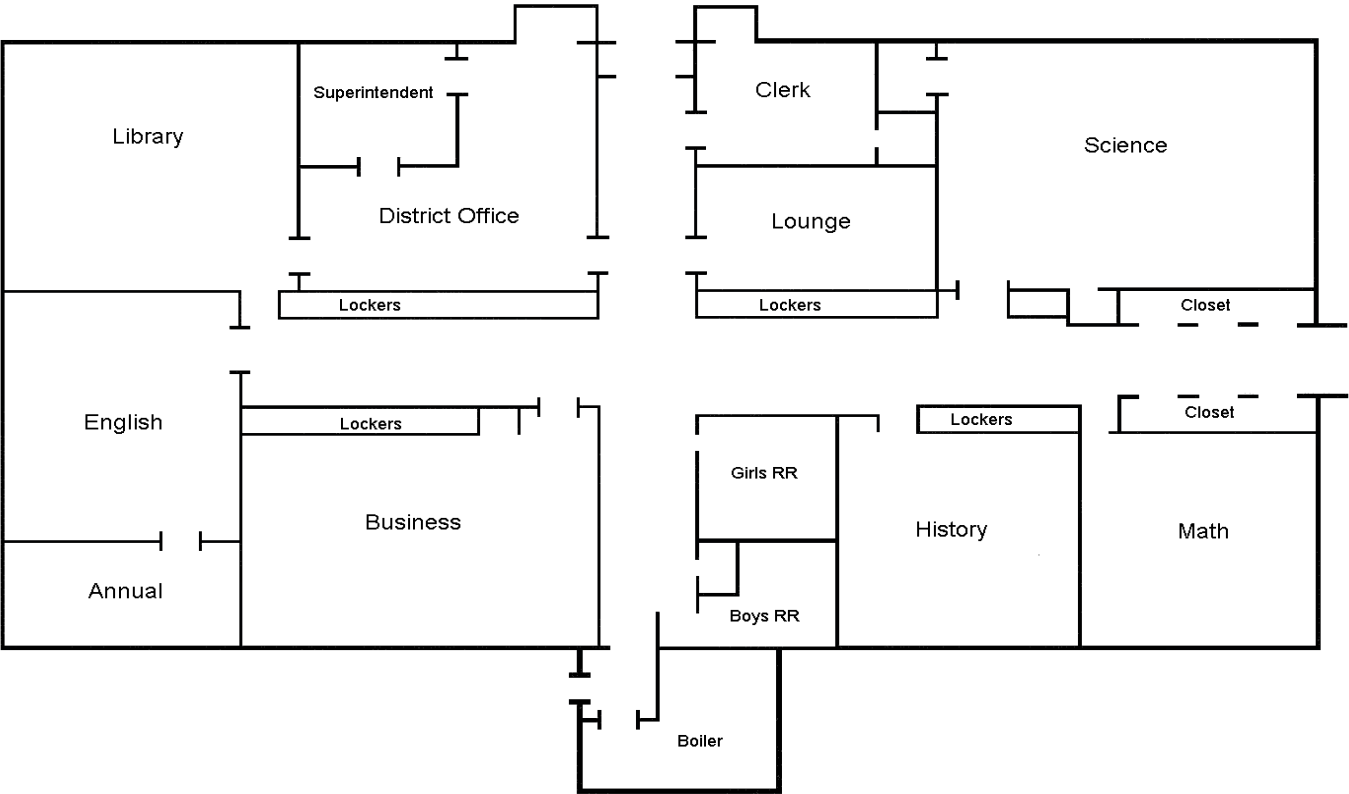 Superintendent
Clerk
Library
Science
District Office
Lounge
Lockers
Lockers
Closet
English
Lockers
Lockers
Closet
Girls RR
Business
History
Math
Annual
Boys RR
Boiler